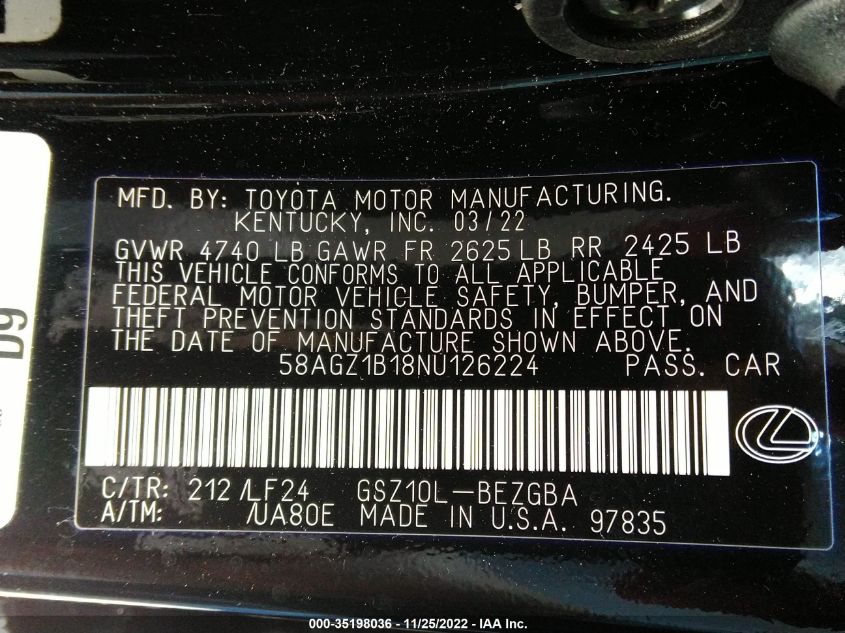 MFD. BY: TOYOTA MOTOR MANUFACTURING.
KENTUCKY, INC. 03/22
GVWR 4740 LB GAWR FR 2625 LB RR 2425 LB
THIS VEHICLE CONFORMS TO ALL APPLICABLE
FEDERAL MOTOR VEHICLE SAFETY, BUMPER, AND
THEFT PREVENTION STANDARDS IN EFFECT ON
THE DATE OF MANUFACTURE SHOWN ABOVE.
58AGZ1B18NU126224 PASS. CAR
C/TR: 212 /LF24 GSZ10L-BEZGBA
A/TM: /UA80E MADE IN U.S.A. 97835
D9
000-35198036 - 11/25/2022 - IAA Inc.